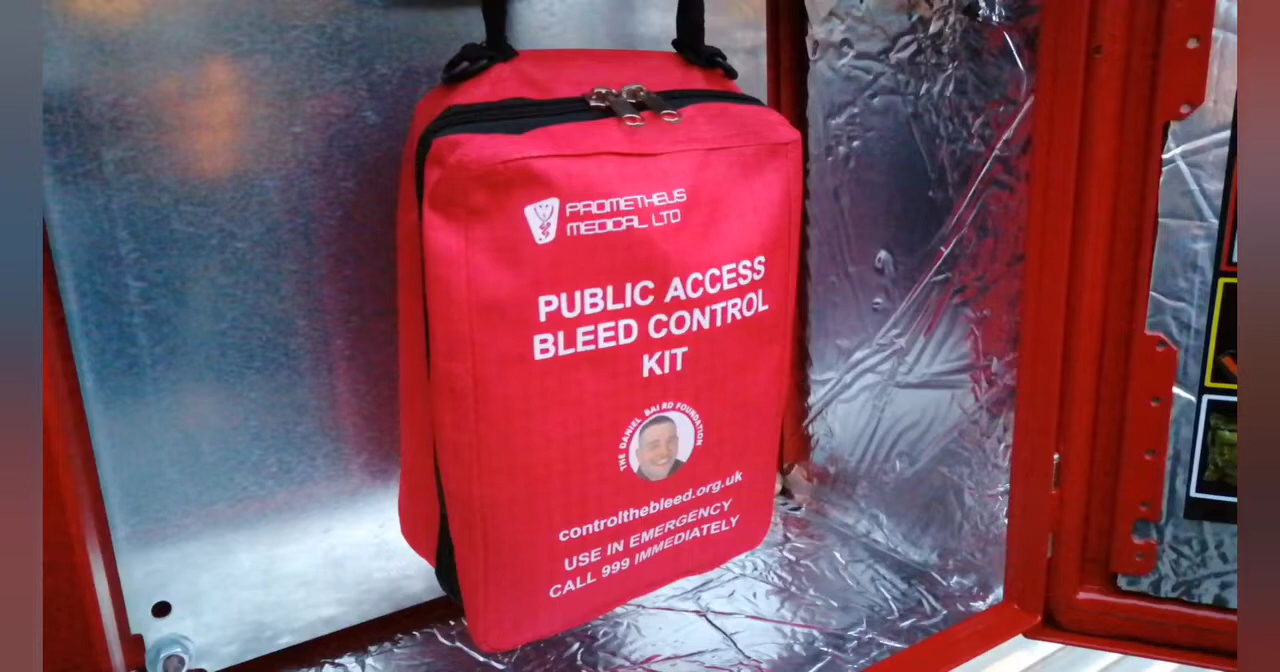 PROMETHEUS
MEDICAL LTD
PUBLIC ACCESS
BLEED CONTROL
KIT
THE DANIEL BAIRD FOUNDATION
controlthebleed.org.uk
USE IN EMERGENCY
CALL 999 IMMEDIATELY